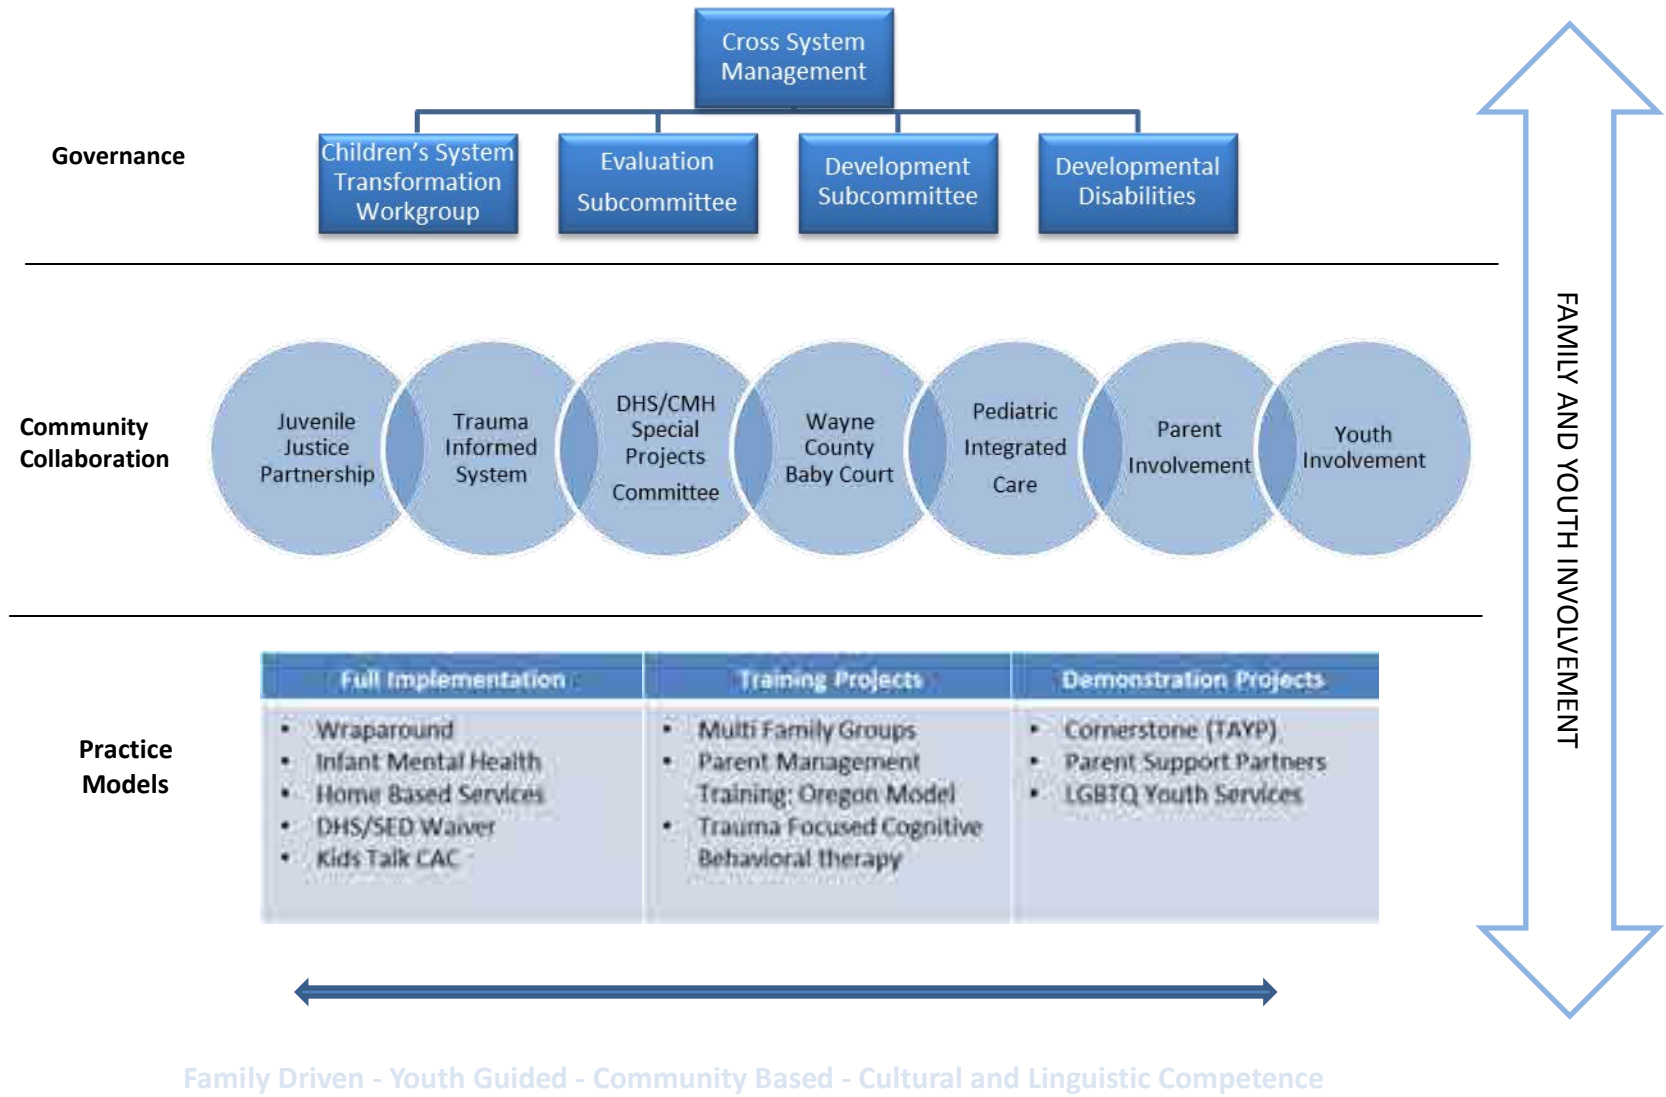 Cross System
Management
Governance
Children's System
Transformation
Workgroup
Evaluation
Subcommittee
Development
Subcommittee
Developmental
Disabilities
Community
Collaboration
Juvenile
Justice
Partnership
Trauma
Informed
System
DHS/CMH
Special
Projects
Committee
Wayne
County
Baby Court
Pediatric
Integrated
Care
Parent
Involvement
Youth
Involvement
FAMILY AND YOUTH INVOLVEMENT
Practice
Models
Full Implementation
• Wraparound
• Infant Mental Health
• Home Based Services
• DHS/SED Waiver
• Kids Talk CAC
Training Projects
• Multi Family Groups
• Parent Management
Training: Oregon Model
• Trauma Focused Cognitive
Behavioral therapy
Demonstration Projects
• Cornerstone (TAYP)
• Parent Support Partners
• LGBTQ Youth Services
Family Driven - Youth Guided - Community Based - Cultural and Linguistic Competence